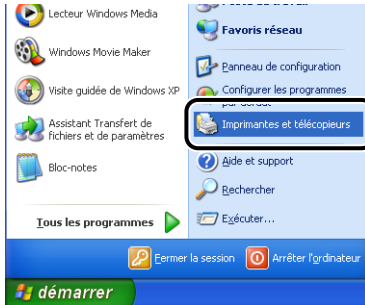 Lecteur Windows Media
Windows Movie Maker
Visite guidée de Windows XP
Assistant Transfert de
fichiers et de paramètres
Bloc-notes
Tous les programmes
Favoris réseau
Panneau de configuration
Configurer les programmes
par défaut
Imprimantes et télécopieurs
Aide et support
Rechercher
Exécuter...
Fermer la session
Arrêter l'ordinateur
démarrer